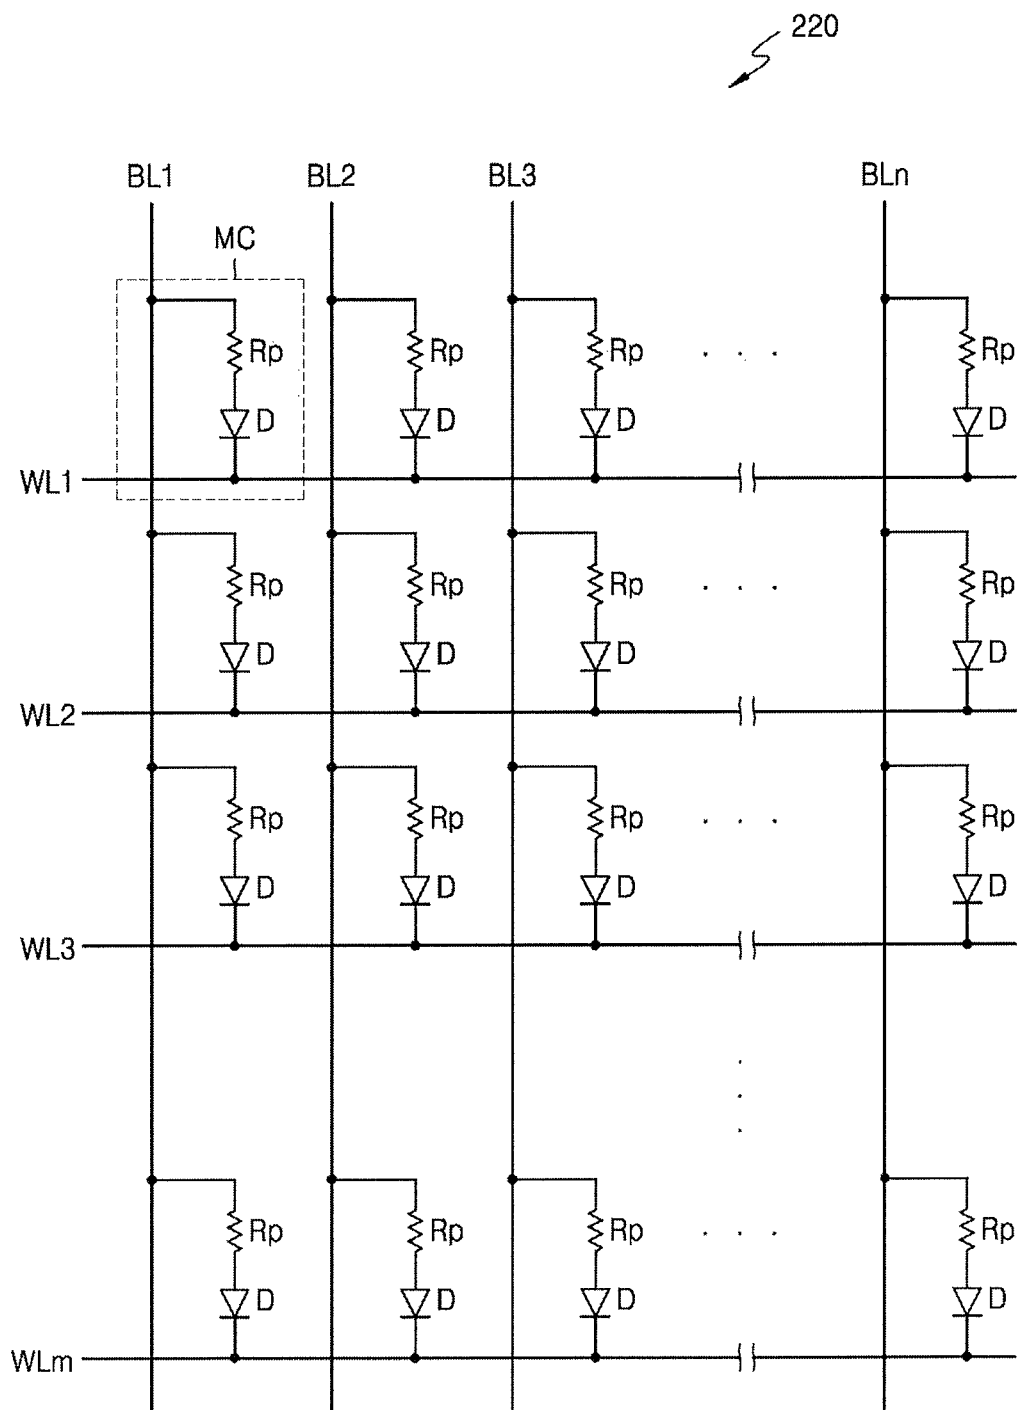 220
BL1 BL2 BL3 BLn
MC
Rp Rp Rp . . . Rp
D D D D
WL1
Rp Rp Rp . . . Rp
D D D D
WL2
Rp Rp Rp . . . Rp
D D D D
WL3
Rp Rp Rp . . . Rp
D D D D
WLm